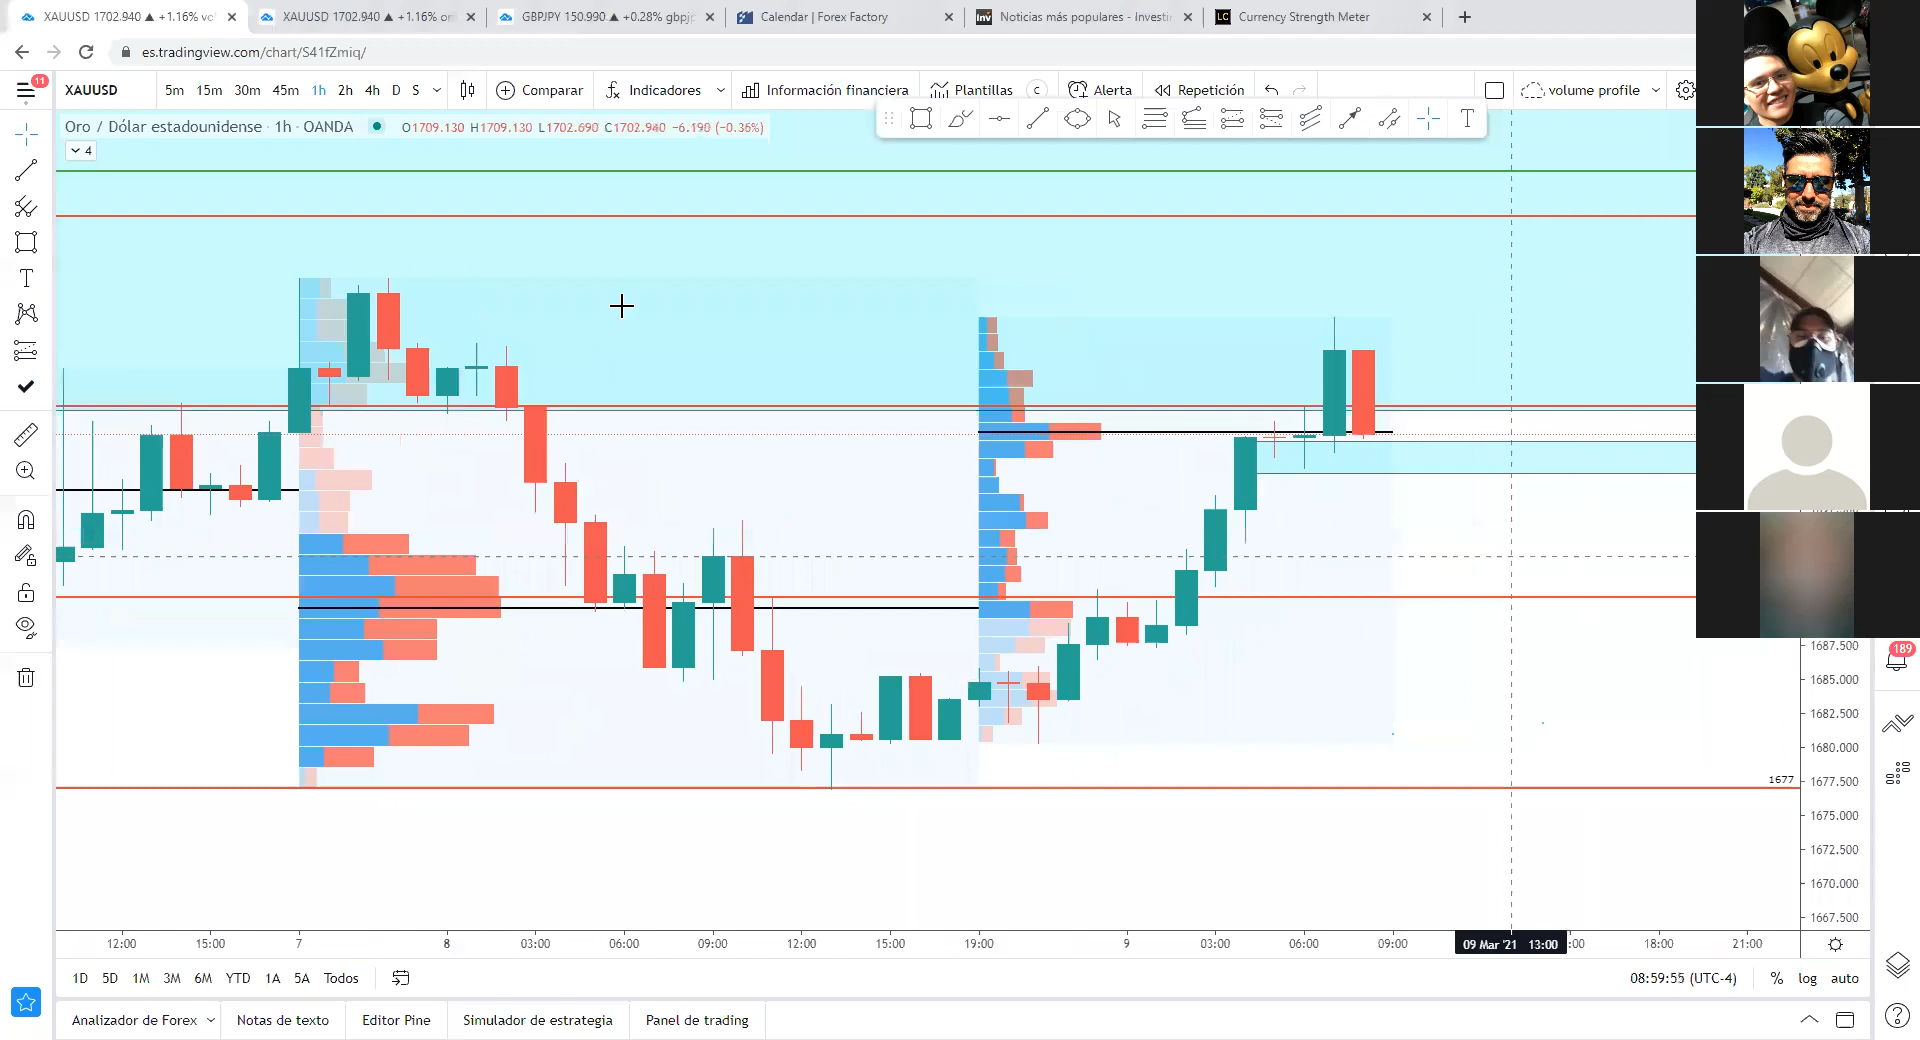 XAUUSD 1702.940 ▲ +1.16% vo
XAUUSD 1702.940 ▲ +1.16% or
GBPJPY 150.990 ▲ +0.28% gbpj
Calendar | Forex Factory
Inv
Noticias más populares - Investi
LC
Currency Strength Meter
es.tradingview.com/chart/S41fZmiq/
11
XAUUSD
5m 15m 30m 45m 1h 2h 4h D S
Comparar
Indicadores
Información financiera
Plantillas
C
Alerta
Repetición
volume profile
Oro / Dólar estadounidense · 1h · OANDA
O1709.130 H1709.130 L1702.690 C1702.940 −6.190 (−0.36%)
4
T
T
189
1687.500
1685.000
1682.500
1680.000
1677
1677.500
1675.000
1672.500
1670.000
1667.500
12:00 15:00 7 8 03:00 06:00 09:00 12:00 15:00 19:00 9 03:00 06:00 09:00 09 Mar '21 13:00 :00 18:00 21:00
1D 5D 1M 3M 6M YTD 1A 5A Todos
08:59:55 (UTC-4) % log auto
Analizador de Forex Notas de texto Editor Pine Simulador de estrategia Panel de trading